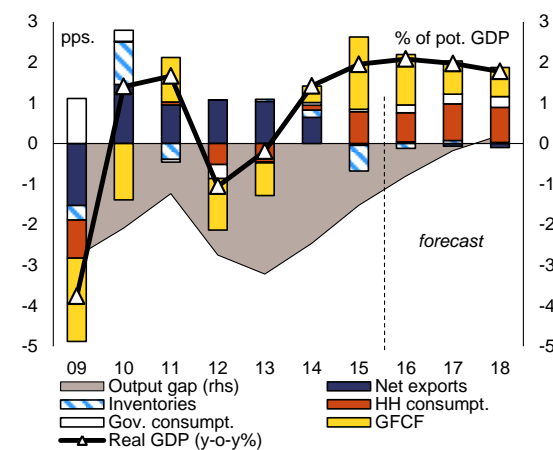 3 pps. % of pot. GDP 3
2 2
1 1
0 0
-1 -1
-2 -2
forecast
-3 -3
-4 -4
-5 -5
09 10 11 12 13 14 15 16 17 18
Output gap (rhs) Net exports
Inventories HH consumpt.
Gov. consumpt. GFCF
Real GDP (y-o-y%)